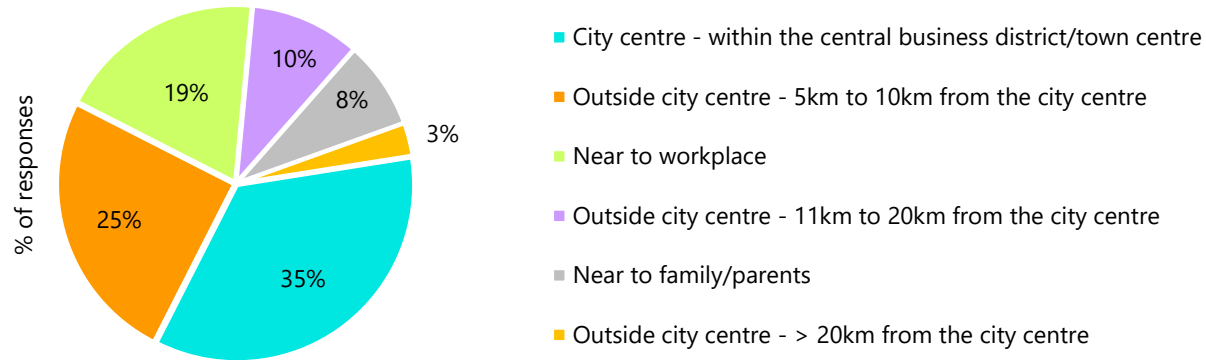 % of responses
10%
19%
8%
3%
25%
35%
City centre - within the central business district/town centre
Outside city centre - 5km to 10km from the city centre
Near to workplace
Outside city centre - 11km to 20km from the city centre
Near to family/parents
Outside city centre - > 20km from the city centre